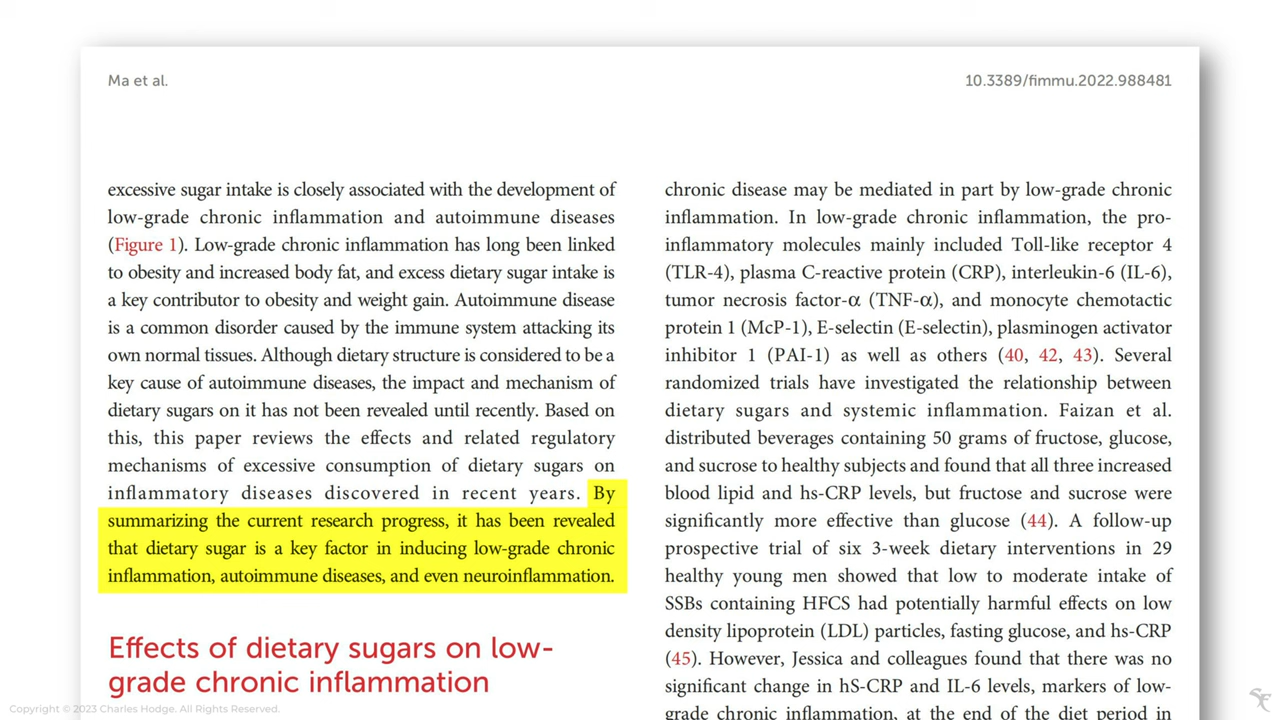 Ma et al.
10.3389/fimmu.2022.988481
excessive sugar intake is closely associated with the development of
low-grade chronic inflammation and autoimmune diseases
(Figure 1). Low-grade chronic inflammation has long been linked
to obesity and increased body fat, and excess dietary sugar intake is
a key contributor to obesity and weight gain. Autoimmune disease
is a common disorder caused by the immune system attacking its
own normal tissues. Although dietary structure is considered to be a
key cause of autoimmune diseases, the impact and mechanism of
dietary sugars on it has not been revealed until recently. Based on
this, this paper reviews the effects and related regulatory
mechanisms of excessive consumption of dietary sugars on
inflammatory diseases discovered in recent years. By
summarizing the current research progress, it has been revealed
that dietary sugar is a key factor in inducing low-grade chronic
inflammation, autoimmune diseases, and even neuroinflammation.
Effects of dietary sugars on low-
grade chronic inflammation
chronic disease may be mediated in part by low-grade chronic
inflammation. In low-grade chronic inflammation, the pro-
inflammatory molecules mainly included Toll-like receptor 4
(TLR-4), plasma C-reactive protein (CRP), interleukin-6 (IL-6),
tumor necrosis factor-α (TNF-α), and monocyte chemotactic
protein 1 (McP-1), E-selectin (E-selectin), plasminogen activator
inhibitor 1 (PAI-1) as well as others (40, 42, 43). Several
randomized trials have investigated the relationship between
dietary sugars and systemic inflammation. Faizan et al.
distributed beverages containing 50 grams of fructose, glucose,
and sucrose to healthy subjects and found that all three increased
blood lipid and hs-CRP levels, but fructose and sucrose were
significantly more effective than glucose (44). A follow-up
prospective trial of six 3-week dietary interventions in 29
healthy young men showed that low to moderate intake of
SSBs containing HFCS had potentially harmful effects on low
density lipoprotein (LDL) particles, fasting glucose, and hs-CRP
(45). However, Jessica and colleagues found that there was no
significant change in hS-CRP and IL-6 levels, markers of low-
grade chronic inflammation, at the end of the diet period in
Copyright © 2023 Charles Hodge. All Rights Reserved.